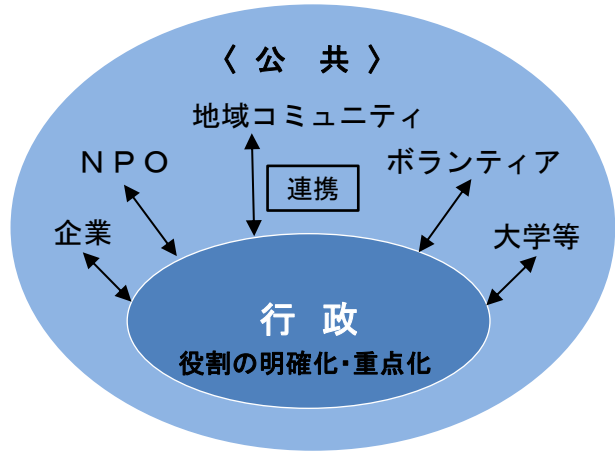 〈 公　共 〉
地域コミュニティ
ＮＰＯ
ボランティア
連携
企業
大学等
行　政
役割の明確化・重点化